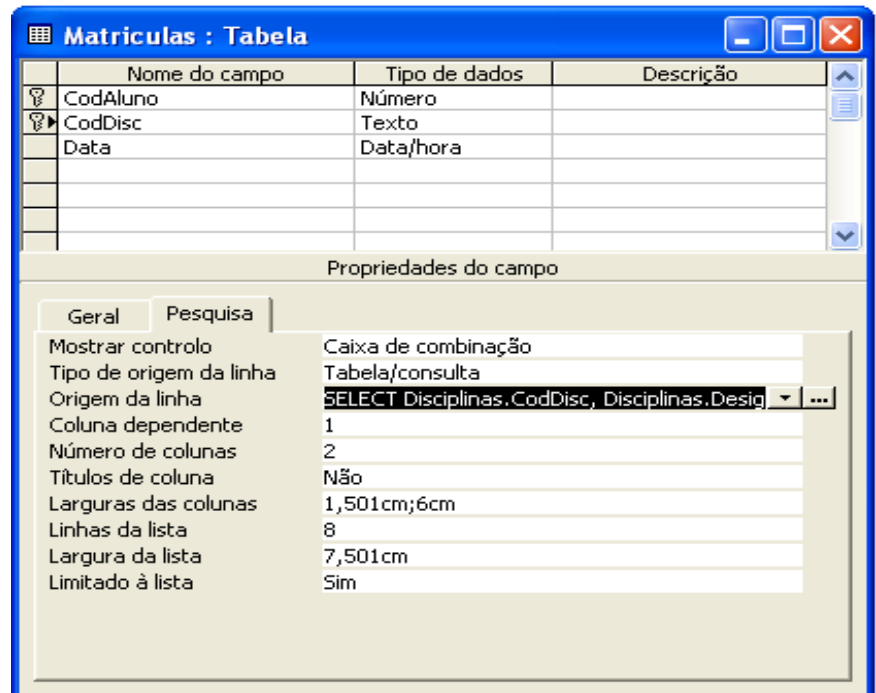 Matriculas : Tabela
Nome do campo Tipo de dados Descrição
CodAluno Número
CodDisc Texto
Data Data/hora
Propriedades do campo
Geral Pesquisa
Mostrar controlo Caixa de combinação
Tipo de origem da linha Tabela/consulta
Origem da linha SELECT Disciplinas.CodDisc, Disciplinas.Desig ...
Coluna dependente 1
Número de colunas 2
Títulos de coluna Não
Larguras das colunas 1,501cm;6cm
Linhas da lista 8
Largura da lista 7,501cm
Limitado à lista Sim